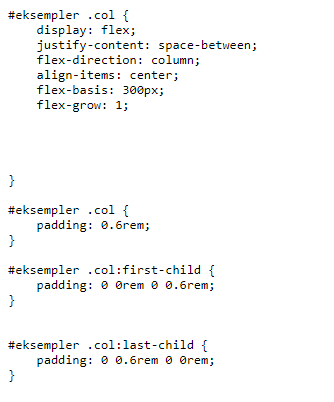 #eksempler .col {
    display: flex;
    justify-content: space-between;
    flex-direction: column;
    align-items: center;
    flex-basis: 300px;
    flex-grow: 1;
}
#eksempler .col {
    padding: 0.6rem;
}
#eksempler .col:first-child {
    padding: 0 0rem 0 0.6rem;
}
#eksempler .col:last-child {
    padding: 0 0.6rem 0 0rem;
}